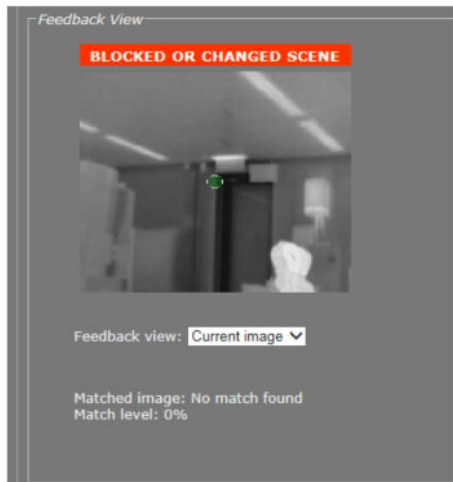 Feedback View
BLOCKED OR CHANGED SCENE
Feedback view: Current image
Matched image: No match found
Match level: 0%